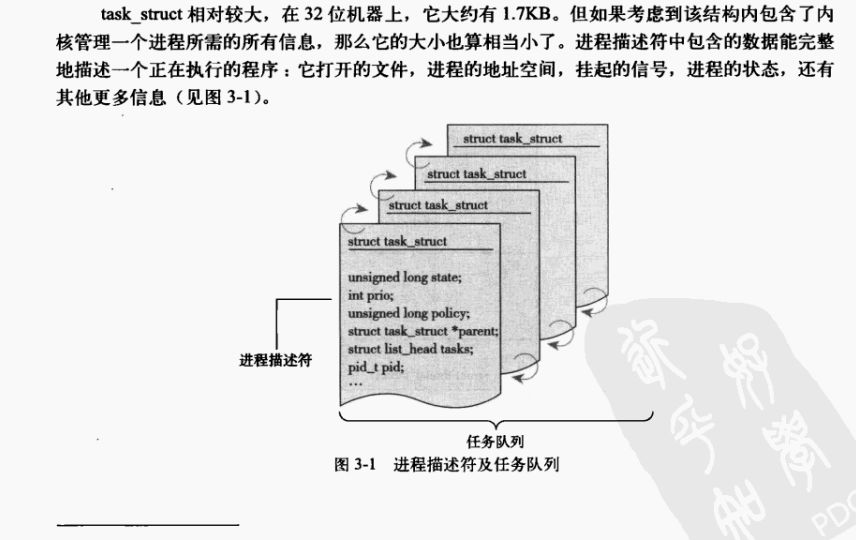 task_struct 相对较大，在 32 位机器上，它大约有 1.7KB。但如果考虑到该结构内包含了内
核管理一个进程所需的所有信息，那么它的大小也算相当小了。进程描述符中包含的数据能完整
地描述一个正在执行的程序：它打开的文件，进程的地址空间，挂起的信号，进程的状态，还有
其他更多信息（见图 3-1）。
struct task_struct
struct task_struct
struct task_struct
struct task_struct
unsigned long state;
int prio;
unsigned long policy;
struct task_struct *parent;
struct list_head tasks;
pid_t pid;
…
进程描述符
任务队列
图 3-1 进程描述符及任务队列
PDG